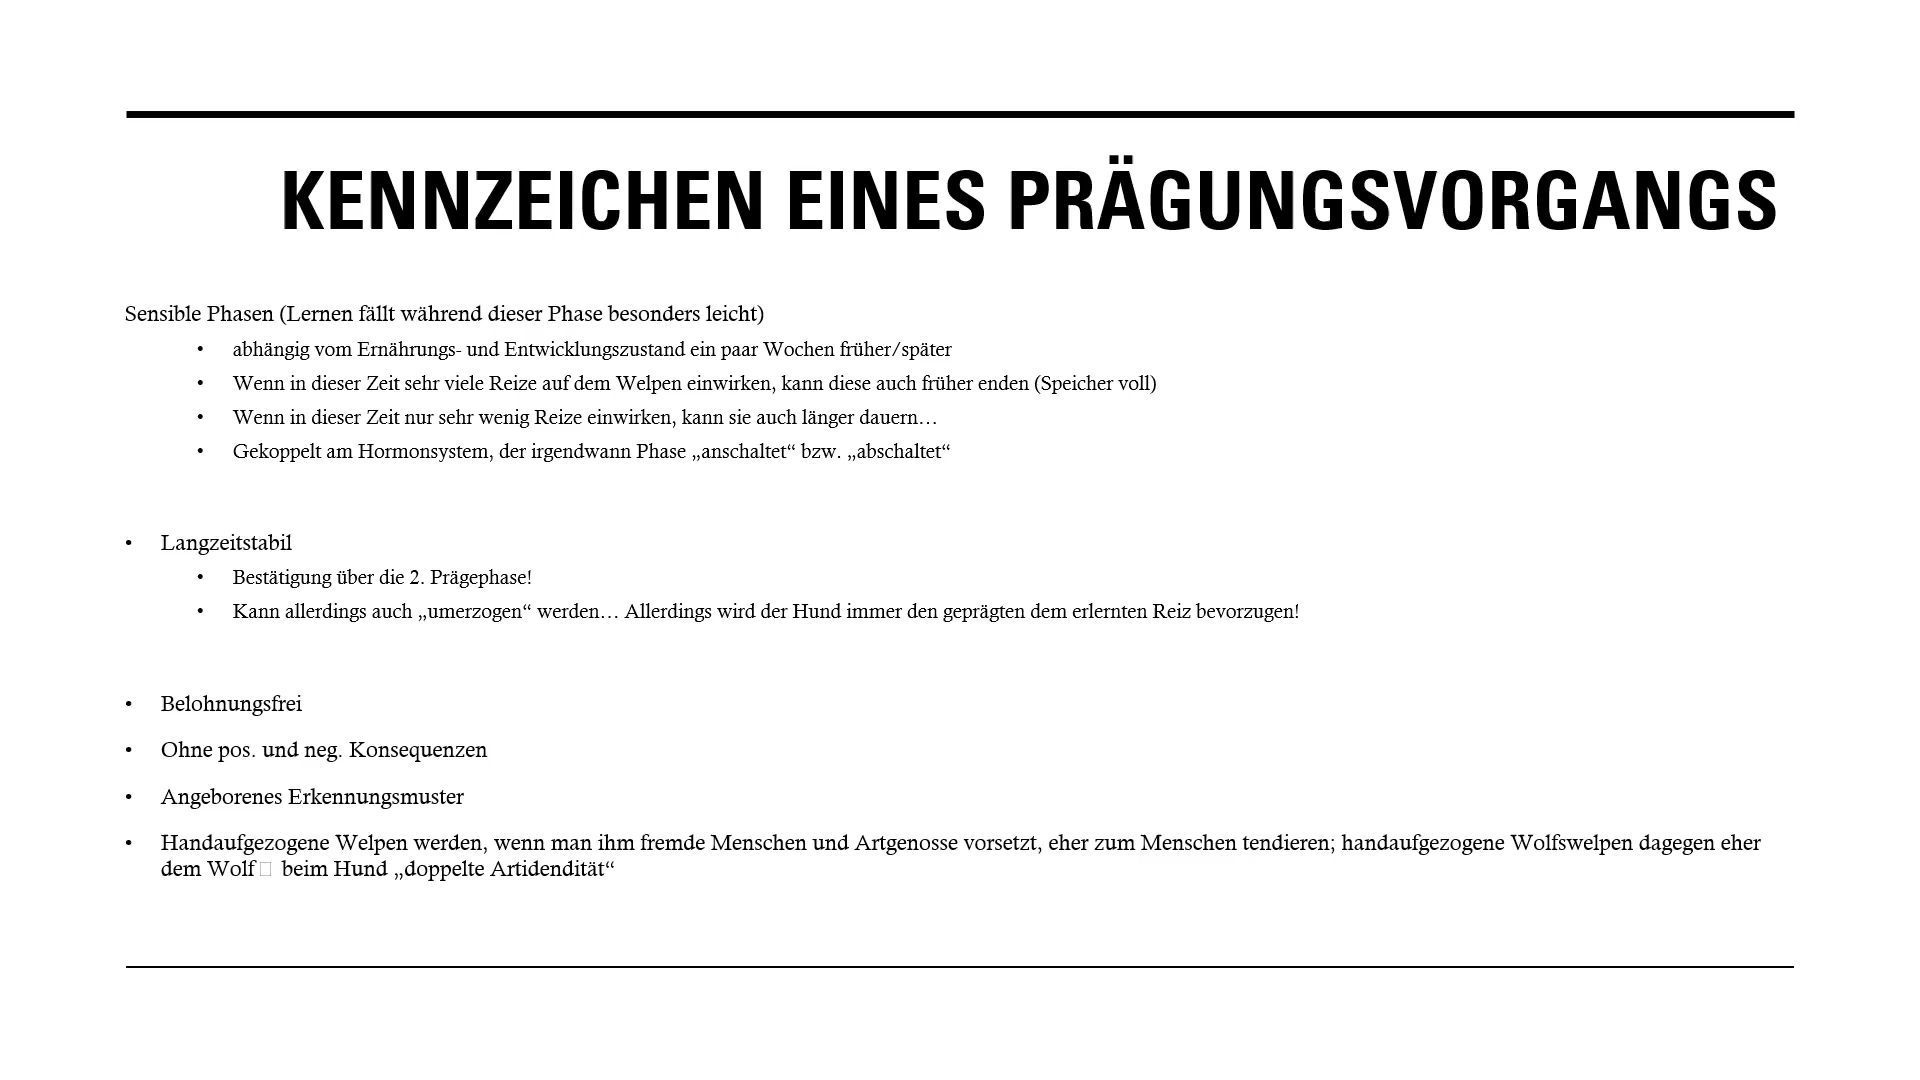 KENNZEICHEN EINES PRÄGUNGSVORGANGS
Sensible Phasen (Lernen fällt während dieser Phase besonders leicht)
• abhängig vom Ernährungs- und Entwicklungszustand ein paar Wochen früher/später
• Wenn in dieser Zeit sehr viele Reize auf dem Welpen einwirken, kann diese auch früher enden (Speicher voll)
• Wenn in dieser Zeit nur sehr wenig Reize einwirken, kann sie auch länger dauern…
• Gekoppelt am Hormonsystem, der irgendwann Phase „anschaltet“ bzw. „abschaltet“
• Langzeitstabil
• Bestätigung über die 2. Prägephase!
• Kann allerdings auch „umerzogen“ werden… Allerdings wird der Hund immer den geprägten dem erlernten Reiz bevorzugen!
• Belohnungsfrei
• Ohne pos. und neg. Konsequenzen
• Angeborenes Erkennungsmuster
• Handaufgezogene Welpen werden, wenn man ihm fremde Menschen und Artgenosse vorsetzt, eher zum Menschen tendieren; handaufgezogene Wolfswelpen dagegen eher
dem Wolf □ beim Hund „doppelte Artidendität“